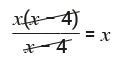 x(x – 4)
x – 4 = x